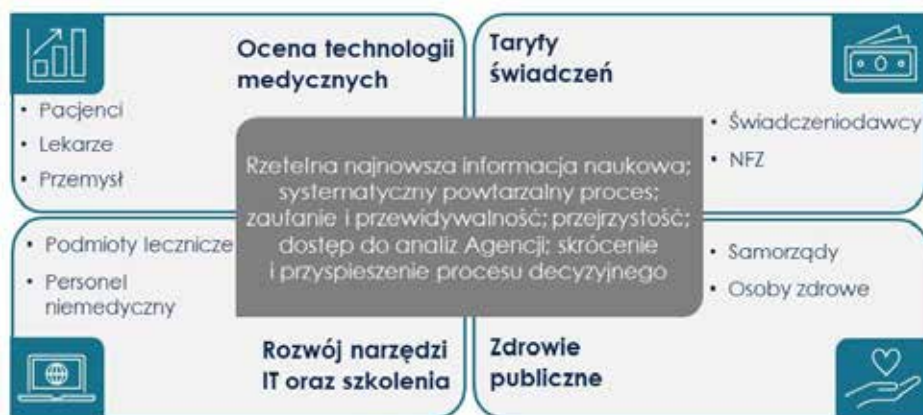 Ocena technologii
medycznych
• Pacjenci
• Lekarze
• Przemysł
Taryfy
świadczeń
• Świadczeniodawcy
• NFZ
Rzetelna najnowsza informacja naukowa;
systematyczny powtarzalny proces;
zaufanie i przewidywalność; przejrzystość;
dostęp do analiz Agencji; skrócenie
i przyspieszenie procesu decyzyjnego
• Podmioty lecznicze
• Personel
niemedyczny
Rozwój narzędzi
IT oraz szkolenia
• Samorządy
• Osoby zdrowe
Zdrowie
publiczne